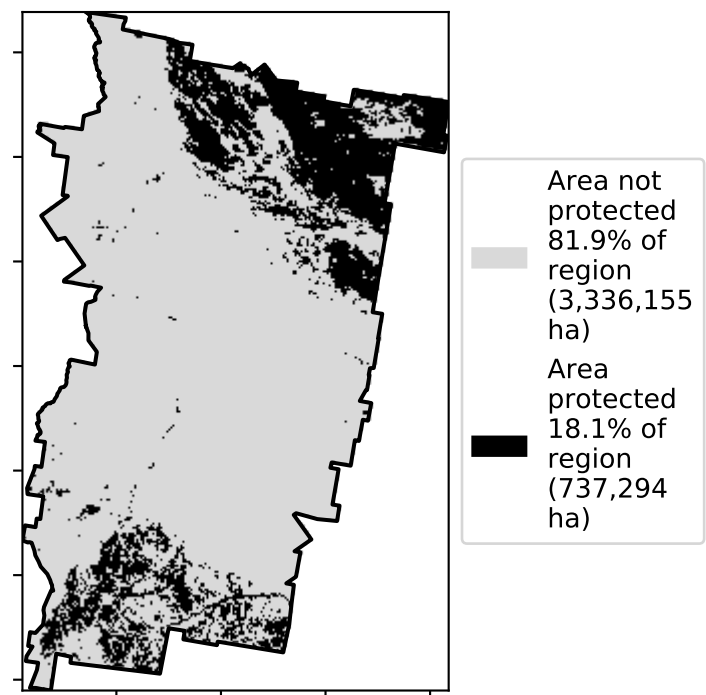 Area not
protected
81.9% of
region
(3,336,155
ha)
Area
protected
18.1% of
region
(737,294
ha)